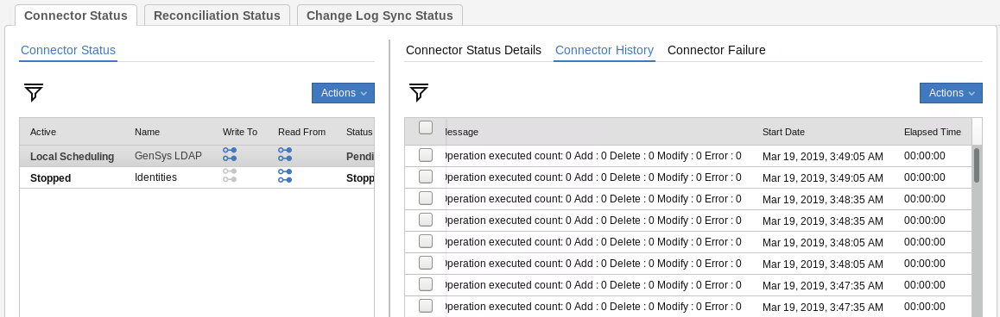 Connector Status Reconciliation Status Change Log Sync Status
Connector Status
Actions
Active Name Write To Read From Status
Local Scheduling GenSys LDAP Pendi
Stopped Identities Stopp
Connector Status Details Connector History Connector Failure
Actions
Message Start Date Elapsed Time
Operation executed count: 0 Add : 0 Delete : 0 Modify : 0 Error : 0 Mar 19, 2019, 3:49:05 AM 00:00:00
Operation executed count: 0 Add : 0 Delete : 0 Modify : 0 Error : 0 Mar 19, 2019, 3:49:05 AM 00:00:00
Operation executed count: 0 Add : 0 Delete : 0 Modify : 0 Error : 0 Mar 19, 2019, 3:48:35 AM 00:00:00
Operation executed count: 0 Add : 0 Delete : 0 Modify : 0 Error : 0 Mar 19, 2019, 3:48:35 AM 00:00:00
Operation executed count: 0 Add : 0 Delete : 0 Modify : 0 Error : 0 Mar 19, 2019, 3:48:05 AM 00:00:00
Operation executed count: 0 Add : 0 Delete : 0 Modify : 0 Error : 0 Mar 19, 2019, 3:48:05 AM 00:00:00
Operation executed count: 0 Add : 0 Delete : 0 Modify : 0 Error : 0 Mar 19, 2019, 3:47:35 AM 00:00:00
Operation executed count: 0 Add : 0 Delete : 0 Modify : 0 Error : 0 Mar 19, 2019, 3:47:35 AM 00:00:00